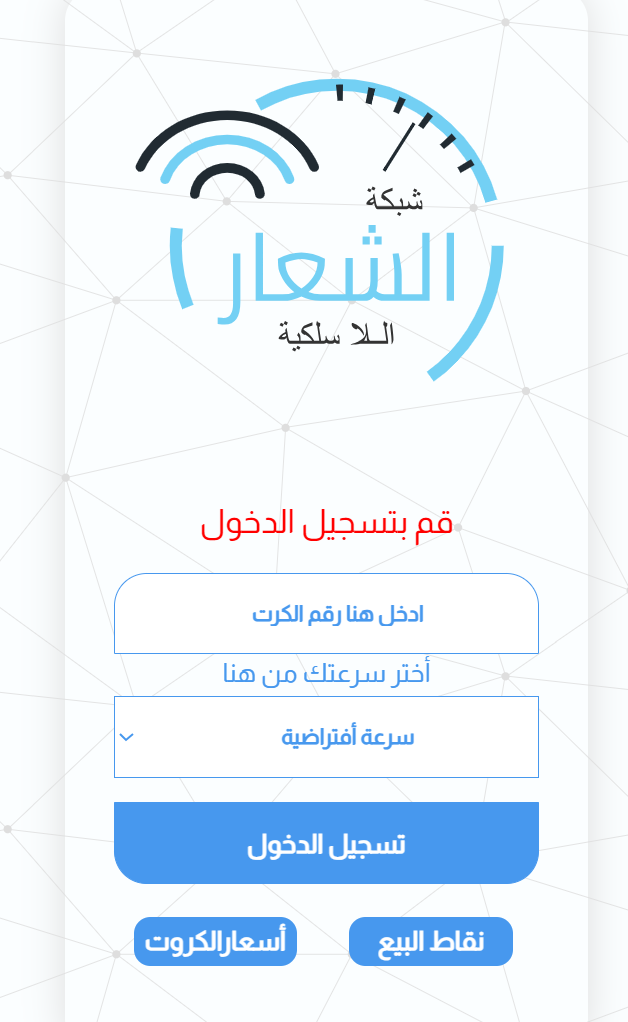 شبكة
الشعار
الــلا سلكية
قم بتسجيل الدخول
ادخل هنا رقم الكرت
أختر سرعتك من هنا
سرعة أفتراضية
تسجيل الدخول
نقاط البيع
أسعارالكروت